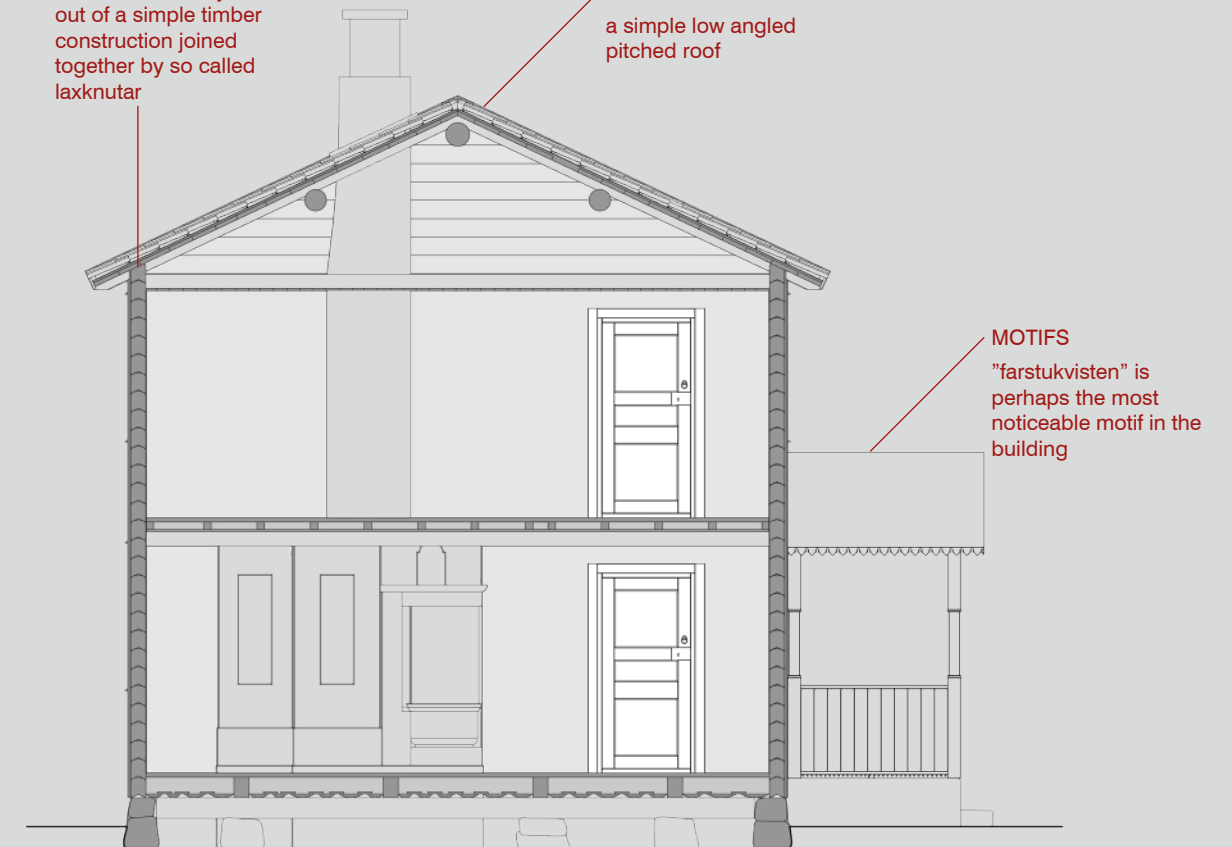 out of a simple timber
construction joined
together by so called
laxknutar
a simple low angled
pitched roof
MOTIFS
”farstukvisten” is
perhaps the most
noticeable motif in the
building